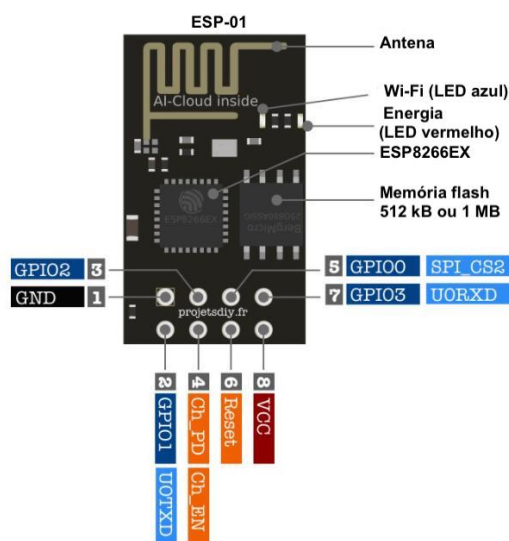 ESP-01
Antena
AI-Cloud inside
Wi-Fi (LED azul)
Energia
(LED vermelho)
ESP8266EX
Memória flash
512 kB ou 1 MB
ESP8266EX
BergMicro
GPIO2 3
5 GPIO0 SPI_CS2
GND 1
7 GPIO3 U0RXD
projetsdiy.fr
2 GPIO1 U0TXD
4 Ch_PD Ch_EN
6 Reset
8 VCC